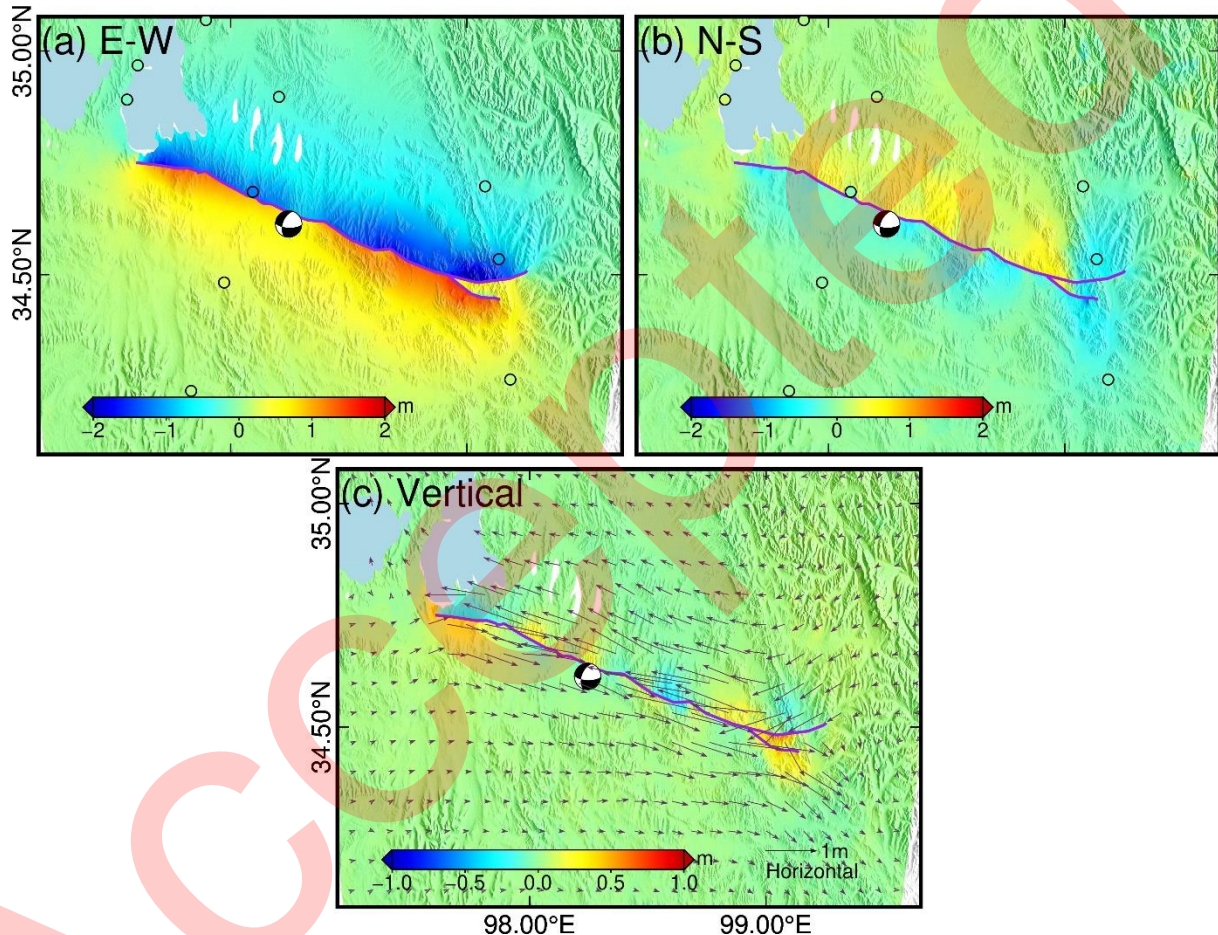 (a) E-W
(b) N-S
35.00°N
34.50°N
−2 −1 0 1 2 m
−2 −1 0 1 2 m
(c) Vertical
35.00°N
34.50°N
1m
Horizontal
−1.0 −0.5 0.0 0.5 1.0 m
98.00°E 99.00°E
Accepted